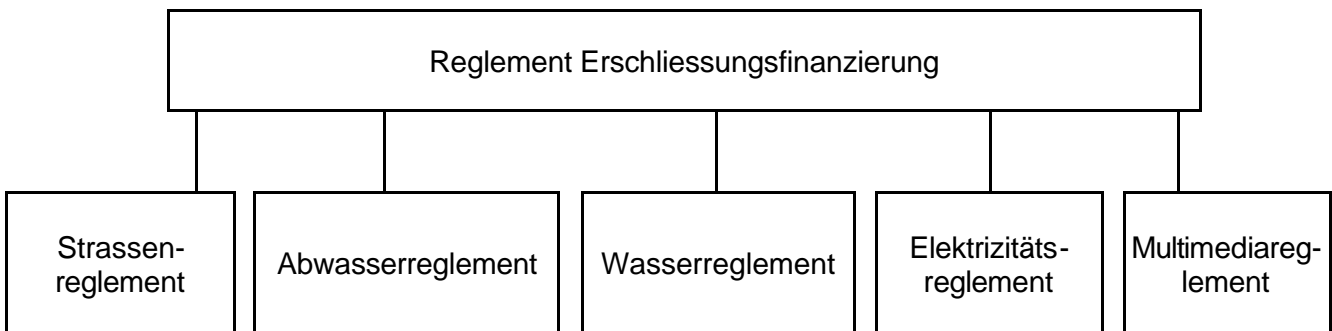 Reglement Erschliessungsfinanzierung
Strassen-
reglement
Abwasserreglement
Wasserreglement
Elektrizitäts-
reglement
Multimediareg-
lement